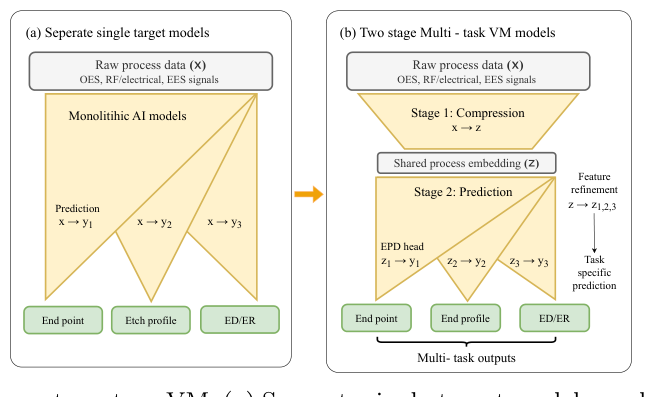 (a) Seperate single target models
Raw process data (x)
OES, RF/electrical, EES signals
Monolitihic AI models
Prediction
x → y1
x → y2
x → y3
End point
Etch profile
ED/ER
(b) Two stage Multi - task VM models
Raw process data (x)
OES, RF/electrical, EES signals
Stage 1: Compression
x → z
Shared process embedding (z)
Stage 2: Prediction
EPD head
z1 → y1
z2 → y2
z3 → y3
Feature
refinement
z → z1,2,3
Task
specific
prediction
End point
End profile
ED/ER
Multi- task outputs